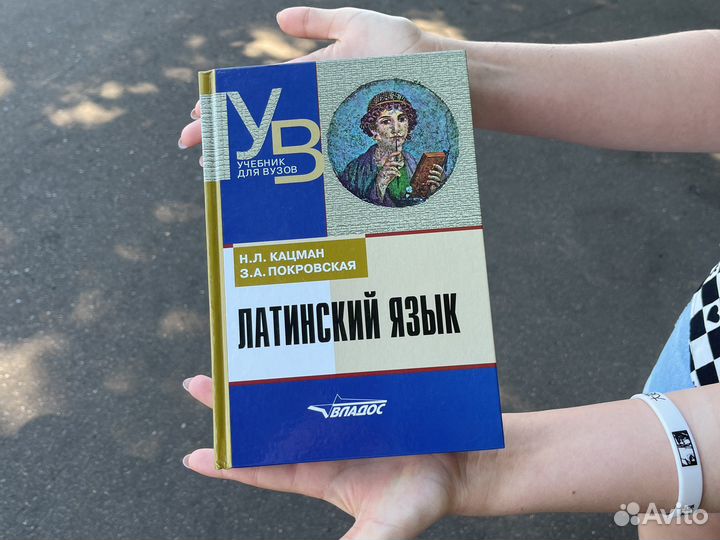 УВ
УЧЕБНИК
ДЛЯ ВУЗОВ
Н.Л. КАЦМАН
З.А. ПОКРОВСКАЯ
ЛАТИНСКИЙ ЯЗЫК
ВЛАДОС
Avito